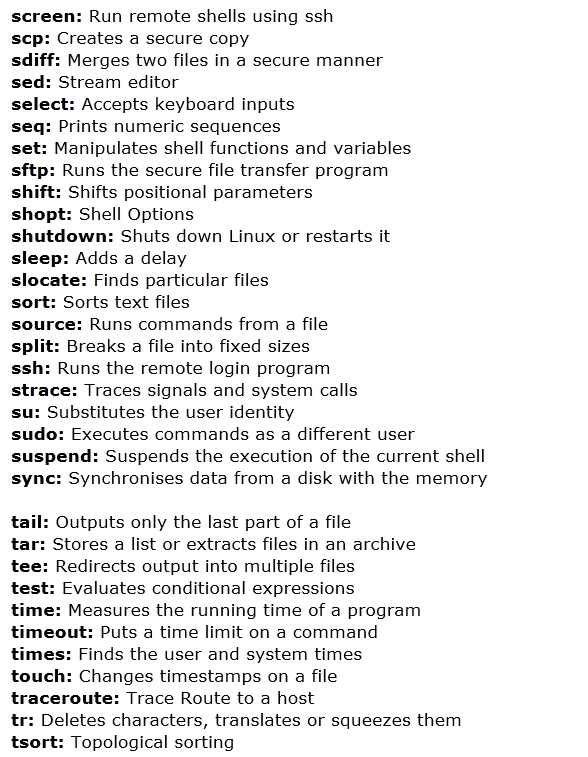 screen: Run remote shells using ssh
scp: Creates a secure copy
sdiff: Merges two files in a secure manner
sed: Stream editor
select: Accepts keyboard inputs
seq: Prints numeric sequences
set: Manipulates shell functions and variables
sftp: Runs the secure file transfer program
shift: Shifts positional parameters
shopt: Shell Options
shutdown: Shuts down Linux or restarts it
sleep: Adds a delay
slocate: Finds particular files
sort: Sorts text files
source: Runs commands from a file
split: Breaks a file into fixed sizes
ssh: Runs the remote login program
strace: Traces signals and system calls
su: Substitutes the user identity
sudo: Executes commands as a different user
suspend: Suspends the execution of the current shell
sync: Synchronises data from a disk with the memory
tail: Outputs only the last part of a file
tar: Stores a list or extracts files in an archive
tee: Redirects output into multiple files
test: Evaluates conditional expressions
time: Measures the running time of a program
timeout: Puts a time limit on a command
times: Finds the user and system times
touch: Changes timestamps on a file
traceroute: Trace Route to a host
tr: Deletes characters, translates or squeezes them
tsort: Topological sorting